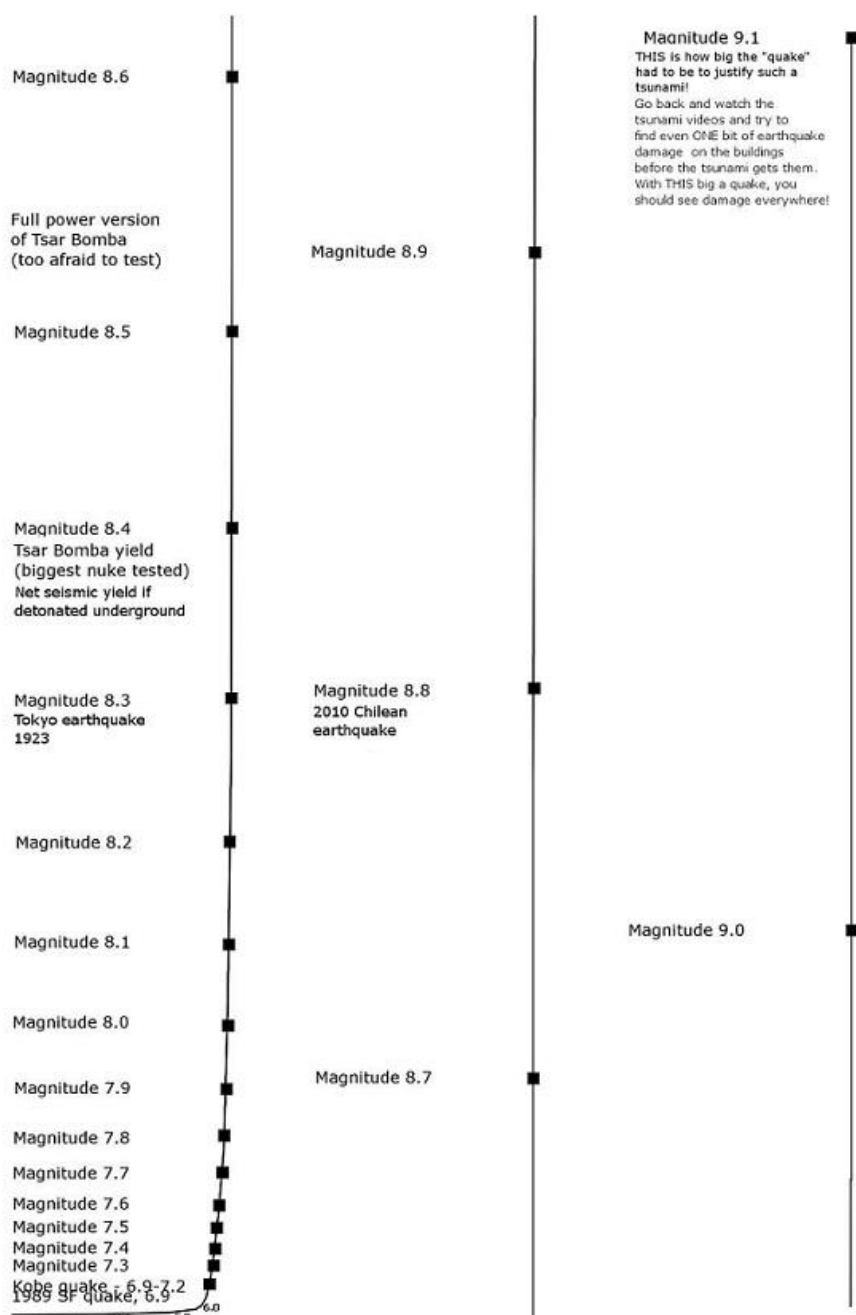 Magnitude 8.6
Full power version
of Tsar Bomba
(too afraid to test)
Magnitude 8.5
Magnitude 8.4
Tsar Bomba yield
(biggest nuke tested)
Net seismic yield if
detonated underground
Magnitude 8.3
Tokyo earthquake
1923
Magnitude 8.2
Magnitude 8.1
Magnitude 8.0
Magnitude 7.9
Magnitude 7.8
Magnitude 7.7
Magnitude 7.6
Magnitude 7.5
Magnitude 7.4
Magnitude 7.3
Kobe quake - 6.9-7.2
1989 SF quake, 6.9
6.0
Magnitude 8.9
Magnitude 8.8
2010 Chilean
earthquake
Magnitude 8.7
Magnitude 9.1
THIS is how big the "quake"
had to be to justify such a
tsunami!
Go back and watch the
tsunami videos and try to
find even ONE bit of earthquake
damage on the buildings
before the tsunami gets them.
With THIS big a quake, you
should see damage everywhere!
Magnitude 9.0